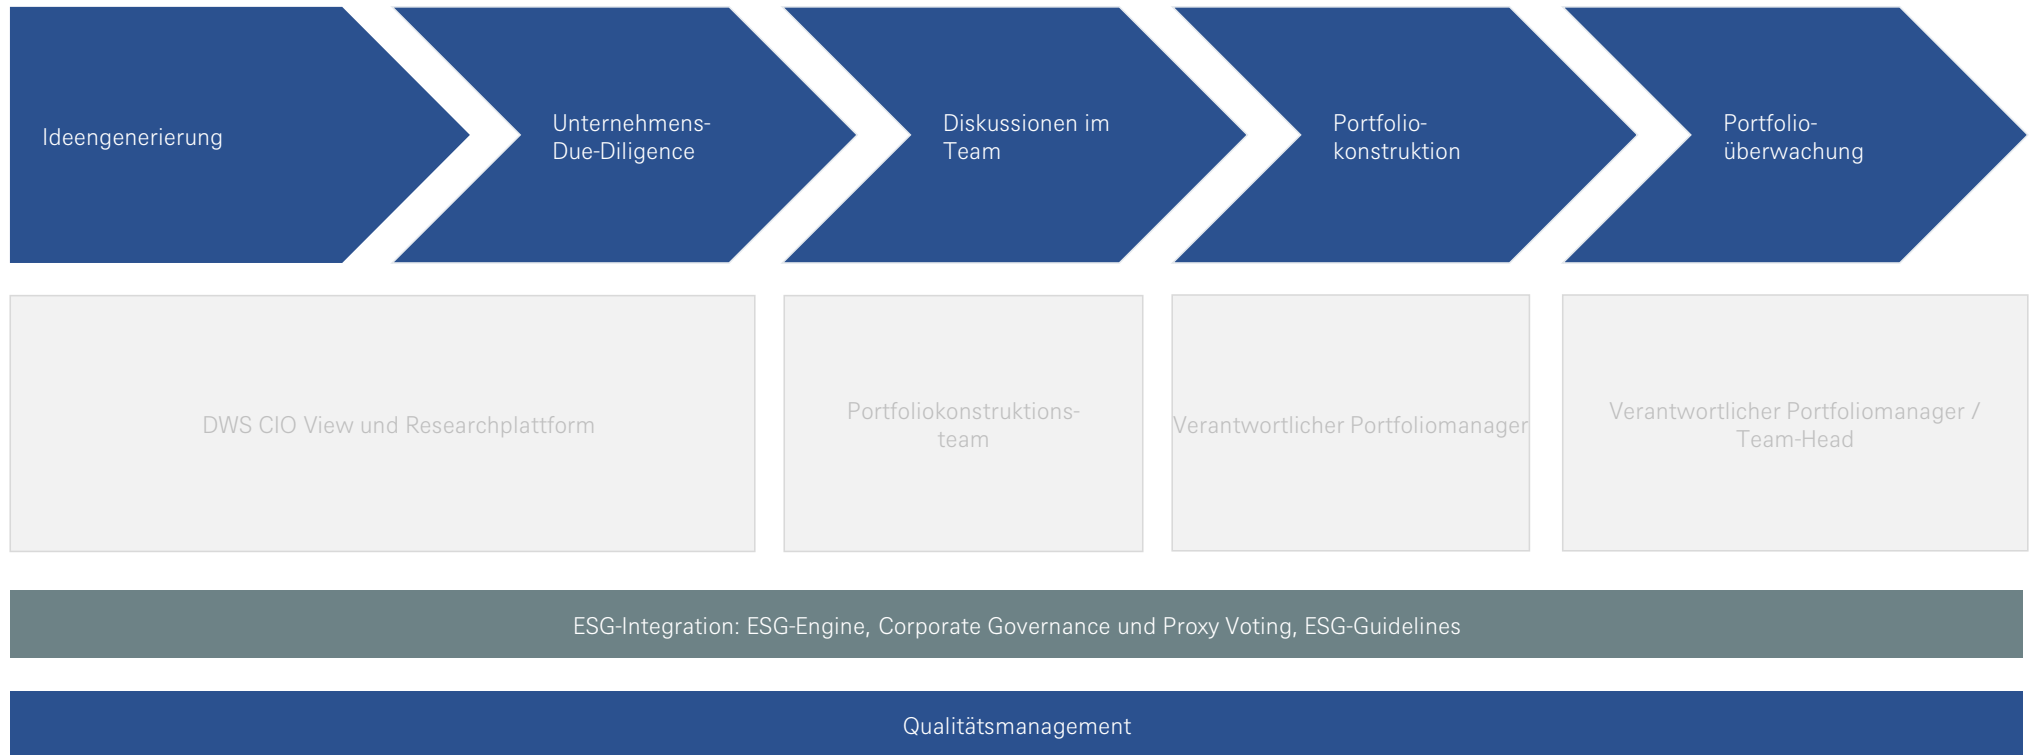 Ideengenerierung
Unternehmens-
Due-Diligence
Diskussionen im
Team
Portfolio-
konstruktion
Portfolio-
überwachung
DWS CIO View und Researchplattform
Portfoliokonstruktions-
team
Verantwortlicher Portfoliomanager
Verantwortlicher Portfoliomanager /
Team-Head
ESG-Integration: ESG-Engine, Corporate Governance und Proxy Voting, ESG-Guidelines
Qualitätsmanagement